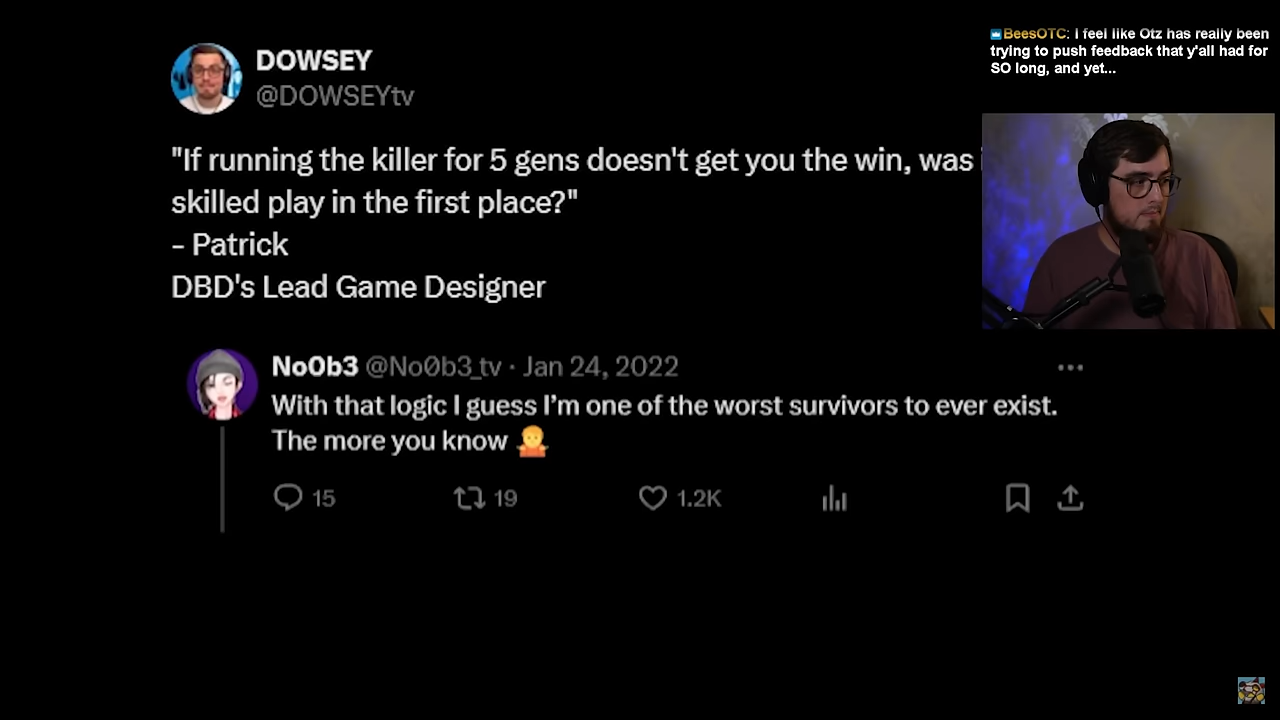 DOWSEY
@DOWSEYtv
"If running the killer for 5 gens doesn't get you the win, was
skilled play in the first place?"
– Patrick
DBD's Lead Game Designer
No0b3 @No0b3_tv · Jan 24, 2022
With that logic I guess I’m one of the worst survivors to ever exist.
The more you know
15 19 1.2K
BeesOTC: I feel like Otz has really been
trying to push feedback that y'all had for
SO long, and yet...